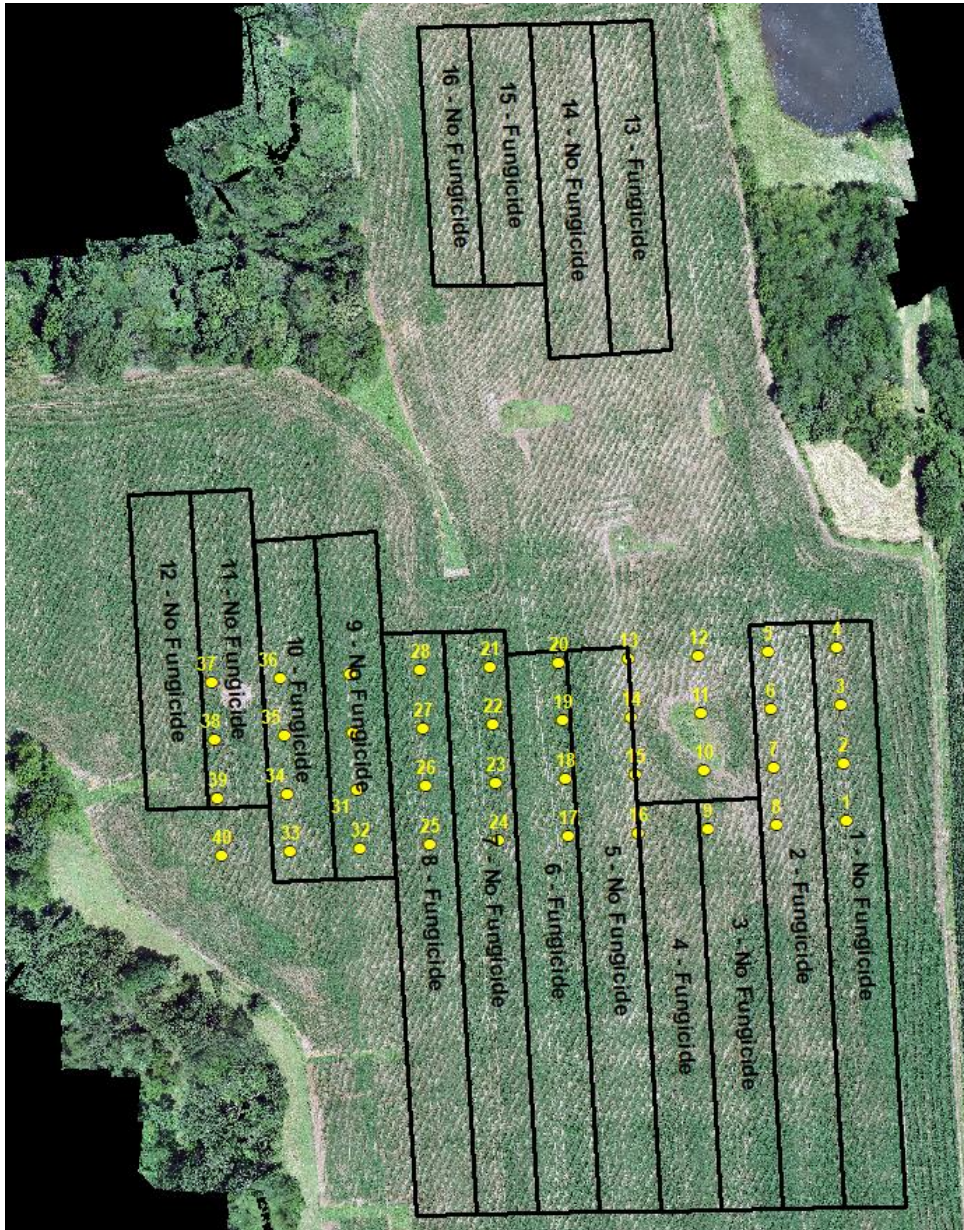 13 - Fungicide
14 - No Fungicide
15 - Fungicide
16 - No Fungicide
1 - No Fungicide
2 - Fungicide
3 - No Fungicide
4 - Fungicide
5 - No Fungicide
6 - Fungicide
7 - No Fungicide
8 - Fungicide
9 - No Fungicide
10 - Fungicide
11 - No Fungicide
12 - No Fungicide
1
2
3
4
5
6
7
8
9
10
11
12
13
14
15
16
17
18
19
20
21
22
23
24
25
26
27
28
31
32
33
34
35
36
37
38
39
40